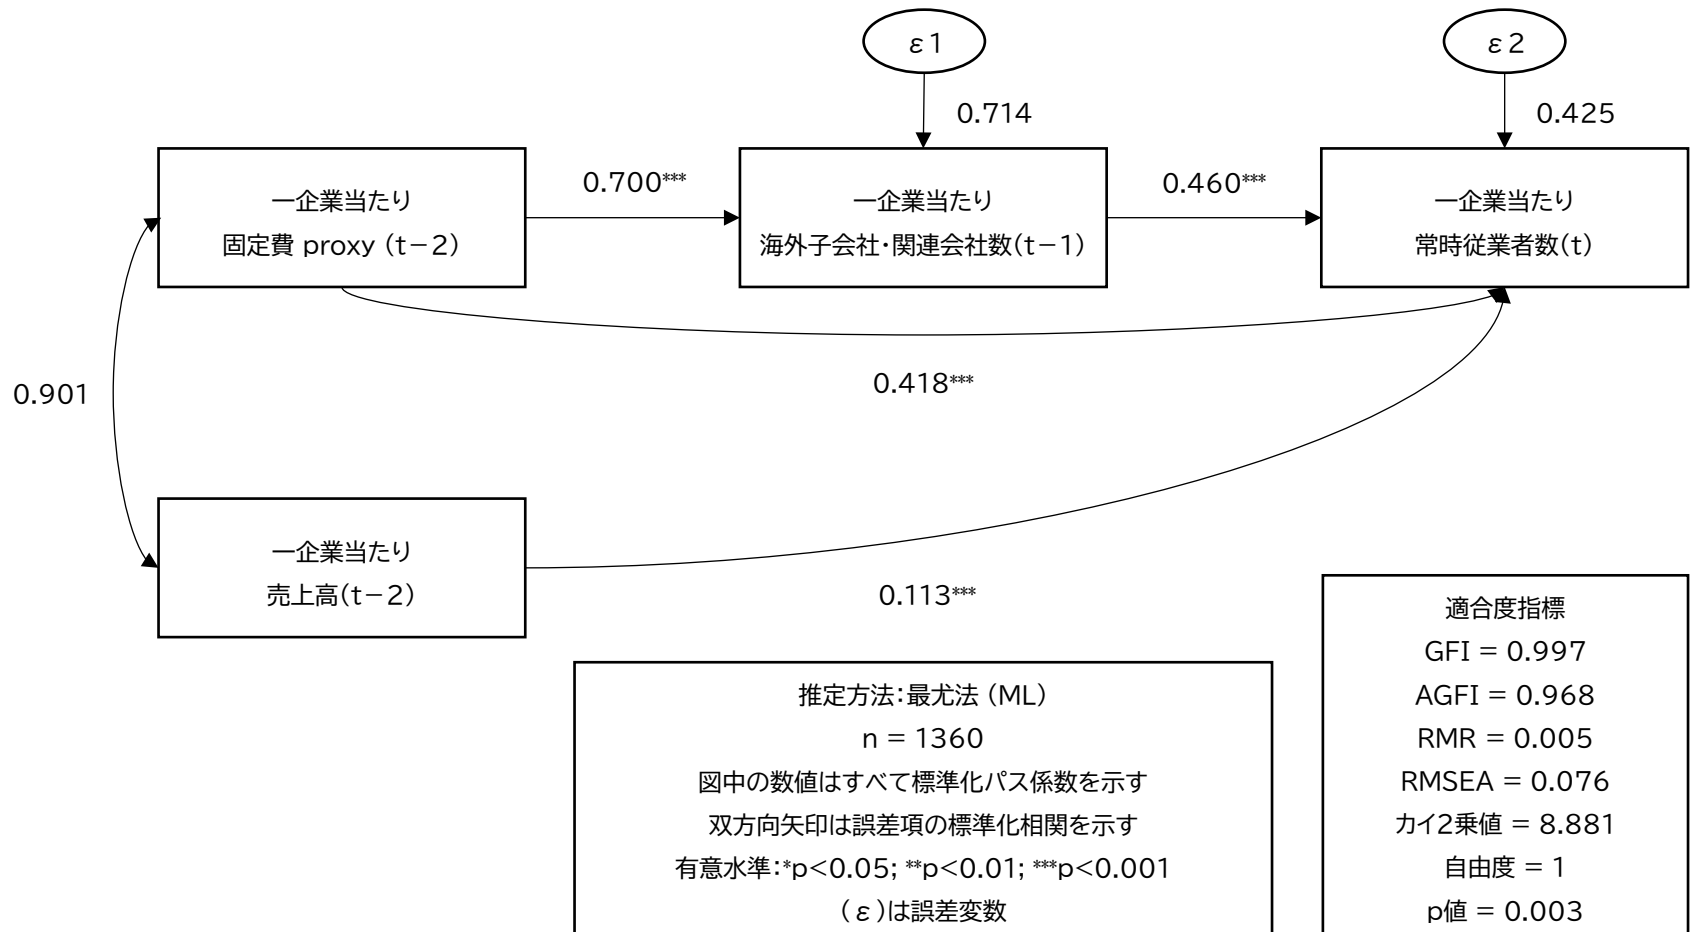 ε1
ε2
0.714
0.425
一企業当たり
固定費 proxy (t−2)
0.700***
一企業当たり
海外子会社・関連会社数(t−1)
0.460***
一企業当たり
常時従業者数(t)
0.901
0.418***
一企業当たり
売上高(t−2)
0.113***
推定方法:最尤法 (ML)
n = 1360
図中の数値はすべて標準化パス係数を示す
双方向矢印は誤差項の標準化相関を示す
有意水準:*p<0.05; **p<0.01; ***p<0.001
(ε)は誤差変数
適合度指標
GFI = 0.997
AGFI = 0.968
RMR = 0.005
RMSEA = 0.076
カイ2乗値 = 8.881
自由度 = 1
p値 = 0.003